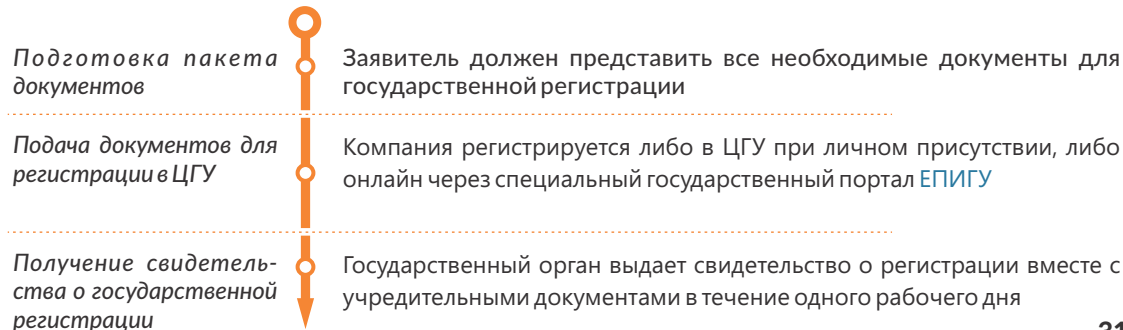 Подготовка пакета
документов
Заявитель должен представить все необходимые документы для
государственной регистрации
Подача документов для
регистрации в ЦГУ
Компания регистрируется либо в ЦГУ при личном присутствии, либо
онлайн через специальный государственный портал ЕПИГУ
Получение свидетель-
ства о государственной
регистрации
Государственный орган выдает свидетельство о регистрации вместе с
учредительными документами в течение одного рабочего дня